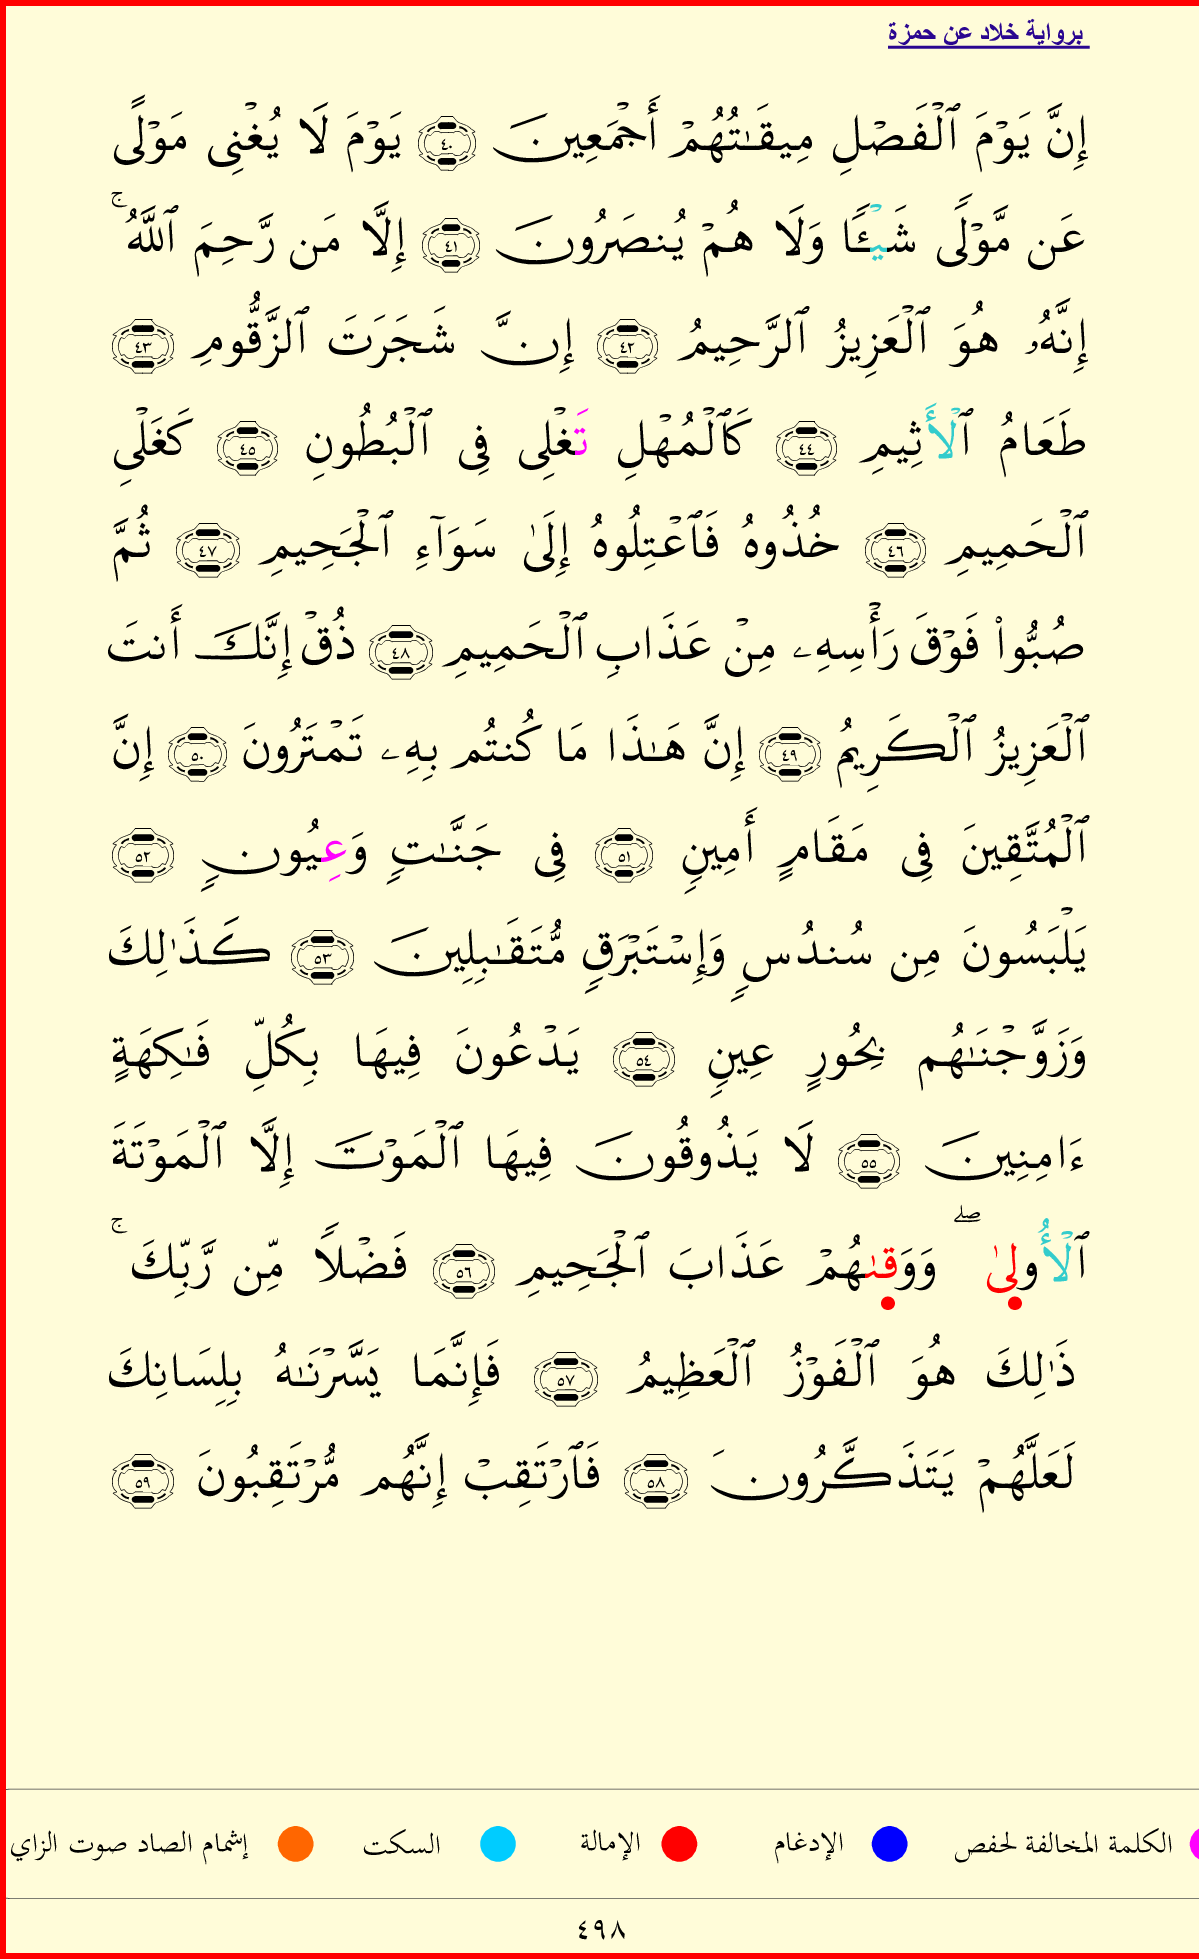 برواية خلاد عن حمزة
إِنَّ يَوْمَ ٱلْفَصْلِ مِيقَـٰتُهُمْ أَجْمَعِينَ ٤٠ يَوْمَ لَا يُغْنِى مَوْلًى
عَن مَّوْلًى شَيْـًٔا وَلَا هُمْ يُنصَرُونَ ٤١ إِلَّا مَن رَّحِمَ ٱللَّهُ ۚ
إِنَّهُۥ هُوَ ٱلْعَزِيزُ ٱلرَّحِيمُ ٤٢ إِنَّ شَجَرَتَ ٱلزَّقُّومِ ٤٣
طَعَامُ ٱلْأَثِيمِ ٤٤ كَٱلْمُهْلِ تَغْلِى فِى ٱلْبُطُونِ ٤٥ كَغَلْىِ
ٱلْحَمِيمِ ٤٦ خُذُوهُ فَٱعْتِلُوهُ إِلَىٰ سَوَآءِ ٱلْجَحِيمِ ٤٧ ثُمَّ
صُبُّوا۟ فَوْقَ رَأْسِهِۦ مِنْ عَذَابِ ٱلْحَمِيمِ ٤٨ ذُقْ إِنَّكَ أَنتَ
ٱلْعَزِيزُ ٱلْكَرِيمُ ٤٩ إِنَّ هَـٰذَا مَا كُنتُم بِهِۦ تَمْتَرُونَ ٥٠ إِنَّ
ٱلْمُتَّقِينَ فِى مَقَامٍ أَمِينٍ ٥١ فِى جَنَّـٰتٍ وَعِيُونٍ ٥٢
يَلْبَسُونَ مِن سُندُسٍ وَإِسْتَبْرَقٍ مُّتَقَـٰبِلِينَ ٥٣ كَذَٰلِكَ
وَزَوَّجْنَـٰهُم بِحُورٍ عِينٍ ٥٤ يَدْعُونَ فِيهَا بِكُلِّ فَـٰكِهَةٍ
ءَامِنِينَ ٥٥ لَا يَذُوقُونَ فِيهَا ٱلْمَوْتَ إِلَّا ٱلْمَوْتَةَ
ٱلْأُولَىٰ ۖ وَوَقَىٰهُمْ عَذَابَ ٱلْجَحِيمِ ٥٦ فَضْلًا مِّن رَّبِّكَ ۚ
ذَٰلِكَ هُوَ ٱلْفَوْزُ ٱلْعَظِيمُ ٥٧ فَإِنَّمَا يَسَّرْنَـٰهُ بِلِسَانِكَ
لَعَلَّهُمْ يَتَذَكَّرُونَ ٥٨ فَٱرْتَقِبْ إِنَّهُم مُّرْتَقِبُونَ ٥٩
الكلمة المخالفة لحفص الإدغام الإمالة السكت إشمام الصاد صوت الزاي
٤٩٨